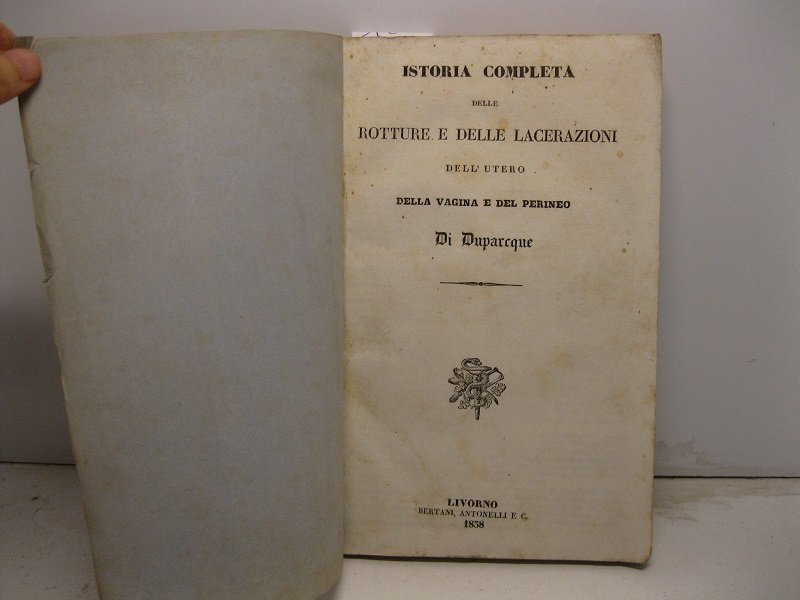 ISTORIA COMPLETA
DELLE
ROTTURE E DELLE LACERAZIONI
DELL' UTERO
DELLA VAGINA E DEL PERINEO
Di Duparcque
LIVORNO
BERTANI, ANTONELLI E C.
1838